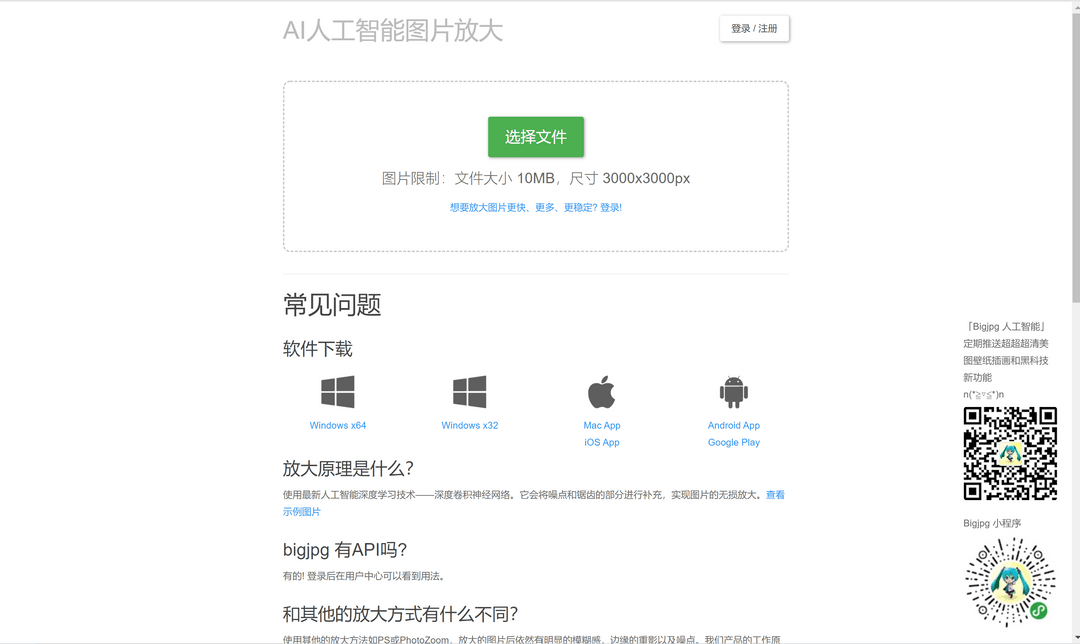 AI人工智能图片放大
登录 / 注册
选择文件
图片限制：文件大小 10MB，尺寸 3000x3000px
想要放大图片更快、更多、更稳定? 登录!
常见问题
软件下载
Windows x64
Windows x32
Mac App
iOS App
Android App
Google Play
放大原理是什么？
使用最新人工智能深度学习技术——深度卷积神经网络。它会将噪点和锯齿的部分进行补充，实现图片的无损放大。查看
示例图片
bigjpg 有API吗?
有的! 登录后在用户中心可以看到用法。
和其他的放大方式有什么不同?
使用其他的放大方法如PS或PhotoZoom，放大的图片后依然有明显的模糊感，边缘的重影以及噪点。我们产品的工作原
「Bigjpg 人工智能」
定期推送超超超清美
图壁纸插画和黑科技
新功能
n(*≧▽≦*)n
Bigjpg 小程序